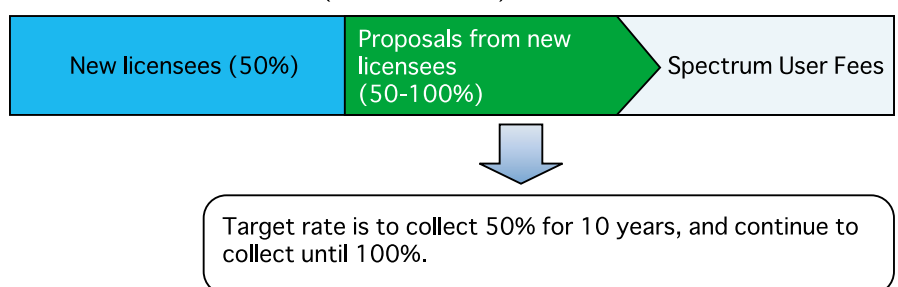 New licensees (50%)
Proposals from new
licensees
(50-100%)
Spectrum User Fees
Target rate is to collect 50% for 10 years, and continue to
collect until 100%.